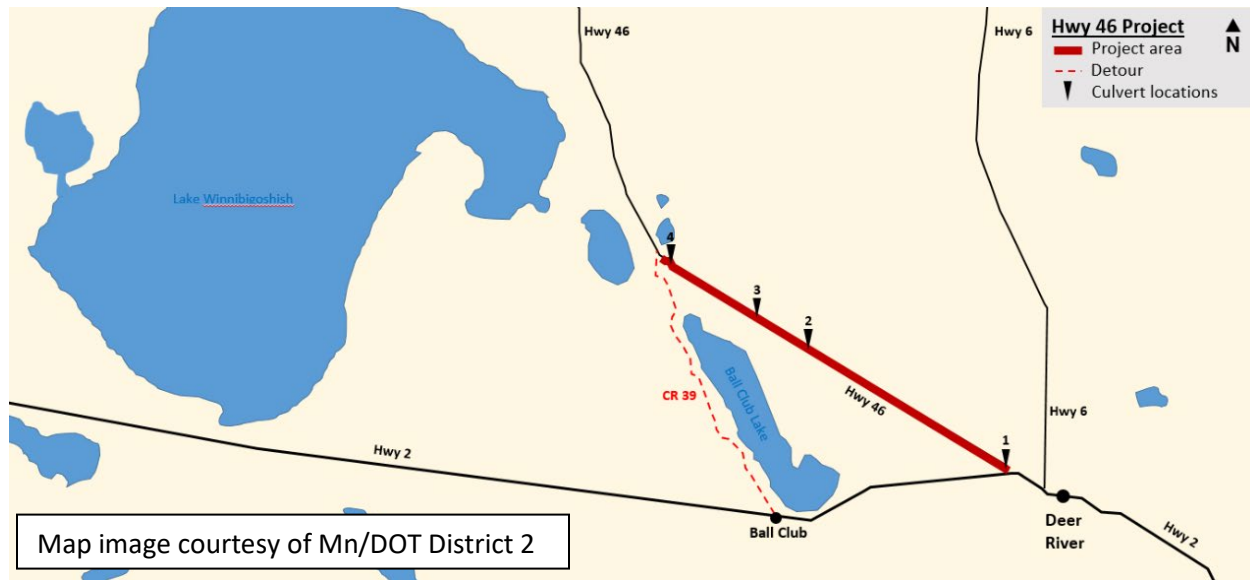 Hwy 46
Hwy 6
Hwy 46 Project
Project area
Detour
Culvert locations
N
Lake Winnibigoshish
4
3
2
Ball Club Lake
CR 39
Hwy 46
Hwy 6
1
Hwy 2
Ball Club
Deer
River
Hwy 2
Map image courtesy of Mn/DOT District 2